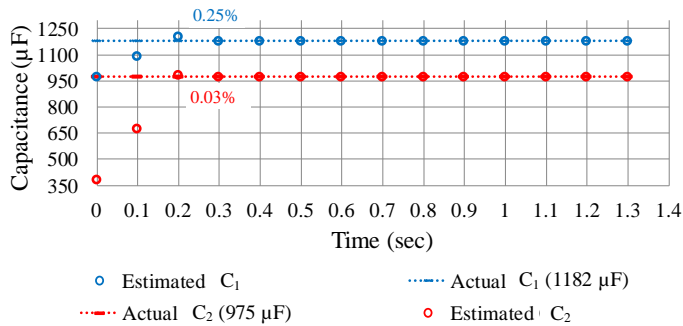 0.25%
1250
1100
950
800
650
500
350
Capacitance (µF)
0.03%
0 0.1 0.2 0.3 0.4 0.5 0.6 0.7 0.8 0.9 1 1.1 1.2 1.3 1.4
Time (sec)
Estimated C₁ Actual C₁ (1182 µF)
Actual C₂ (975 µF) Estimated C₂